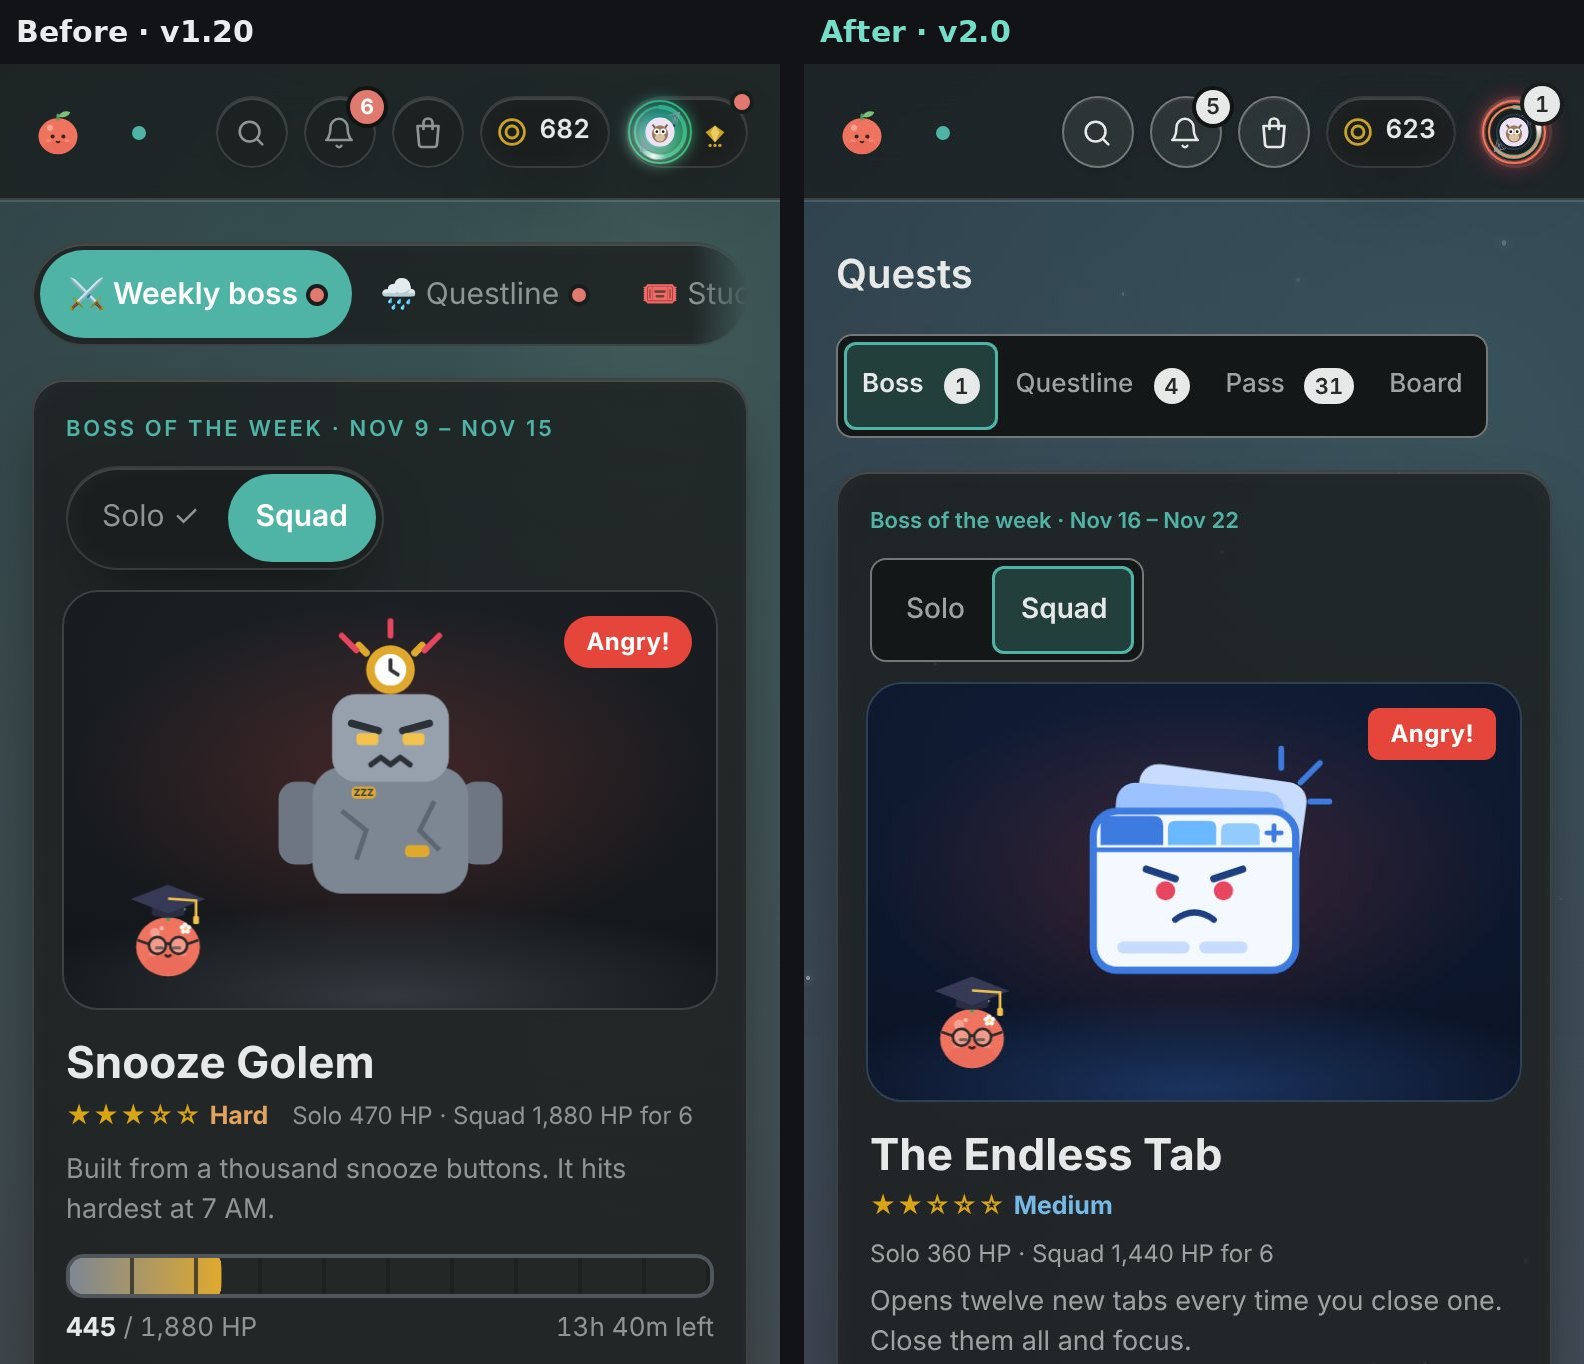 Before · v1.20
6
682
⚔️ Weekly boss
🌧️ Questline
🎟️ Stud
BOSS OF THE WEEK · NOV 9 – NOV 15
Solo ✓
Squad
Angry!
zzz
Snooze Golem
★★★☆☆ Hard Solo 470 HP · Squad 1,880 HP for 6
Built from a thousand snooze buttons. It hits
hardest at 7 AM.
445 / 1,880 HP
13h 40m left
After · v2.0
5
623
1
Quests
Boss 1
Questline 4
Pass 31
Board
Boss of the week · Nov 16 – Nov 22
Solo
Squad
Angry!
The Endless Tab
★★☆☆☆ Medium
Solo 360 HP · Squad 1,440 HP for 6
Opens twelve new tabs every time you close one.
Close them all and focus.